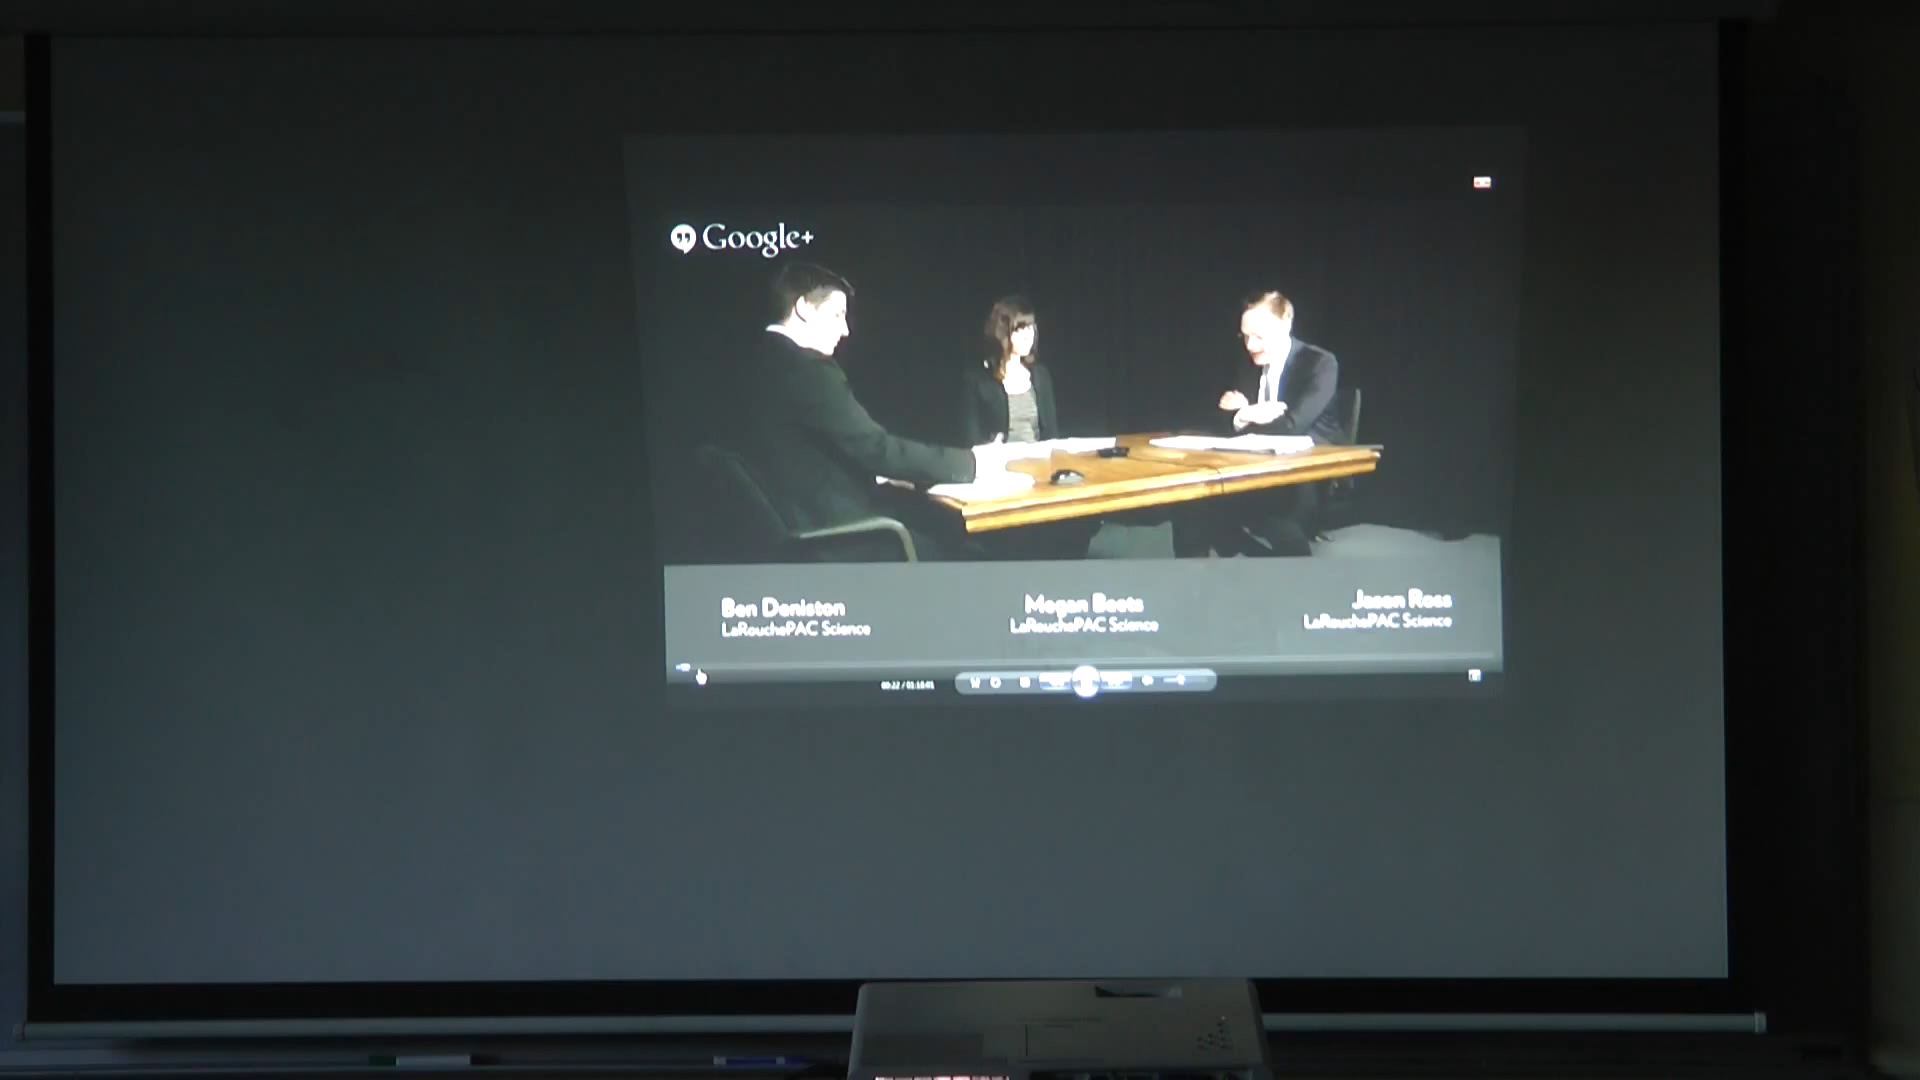 Google+
Ben Deniston
LaRouchePAC Science
Megan Beets
LaRouchePAC Science
Jason Ross
LaRouchePAC Science